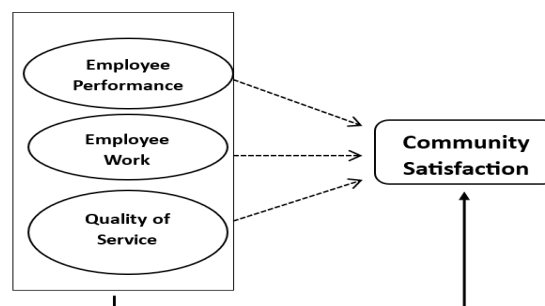 Employee
Performance
Employee
Work
Quality of
Service
Community
Satisfaction